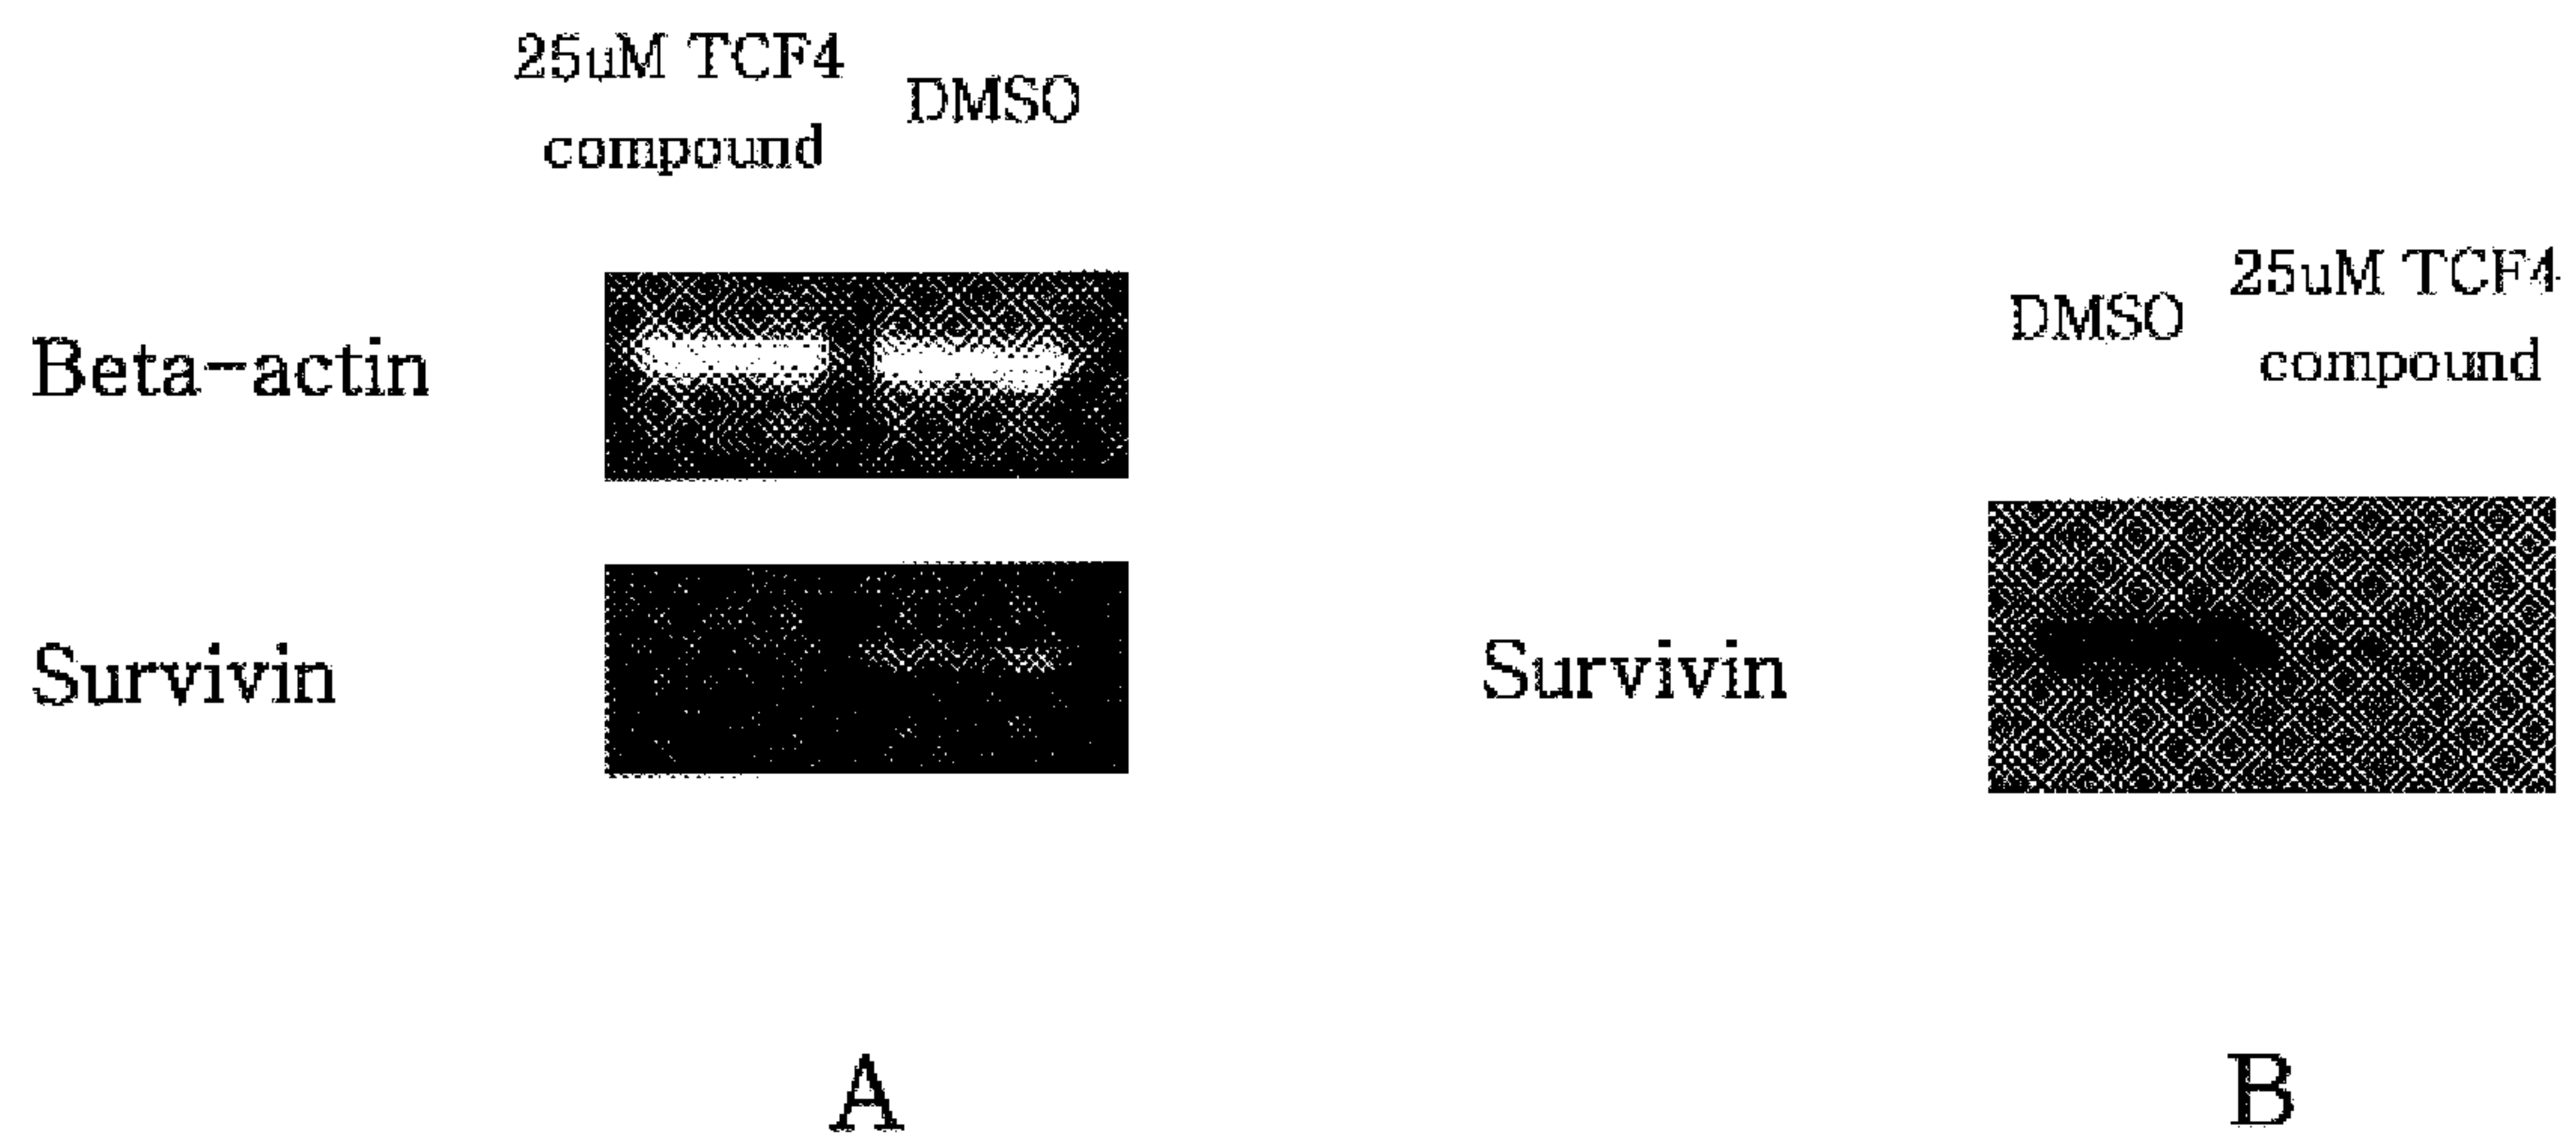 25uM TCF4
compound
DMSO
Beta-actin
Survivin
A
DMSO
25uM TCF4
compound
Survivin
B